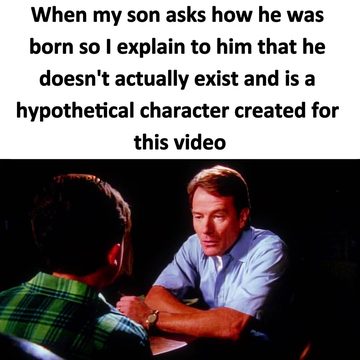 When my son asks how he was
born so I explain to him that he
doesn't actually exist and is a
hypothetical character created for
this video